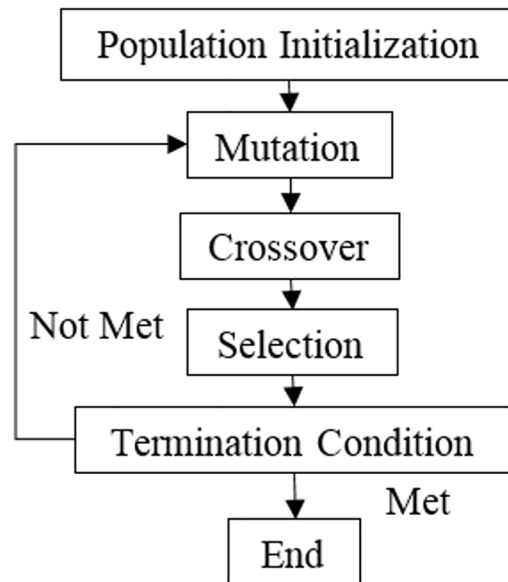 Population Initialization
Mutation
Crossover
Not Met
Selection
Termination Condition
Met
End